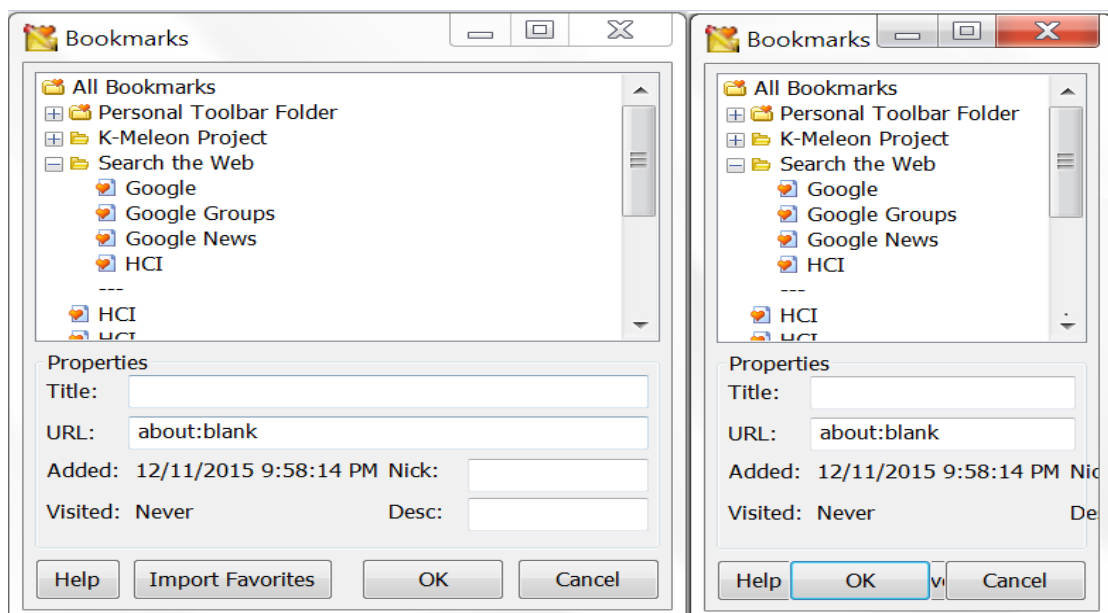 Bookmarks
All Bookmarks
Personal Toolbar Folder
K-Meleon Project
Search the Web
Google
Google Groups
Google News
HCI
---
HCI
HCI
Properties
Title:
URL: about:blank
Added: 12/11/2015 9:58:14 PM Nick:
Visited: Never Desc:
Help Import Favorites OK Cancel
Bookmarks
All Bookmarks
Personal Toolbar Folder
K-Meleon Project
Search the Web
Google
Google Groups
Google News
HCI
---
HCI
HCI
Properties
Title:
URL: about:blank
Added: 12/11/2015 9:58:14 PM Nic
Visited: Never De
Help OK Cancel